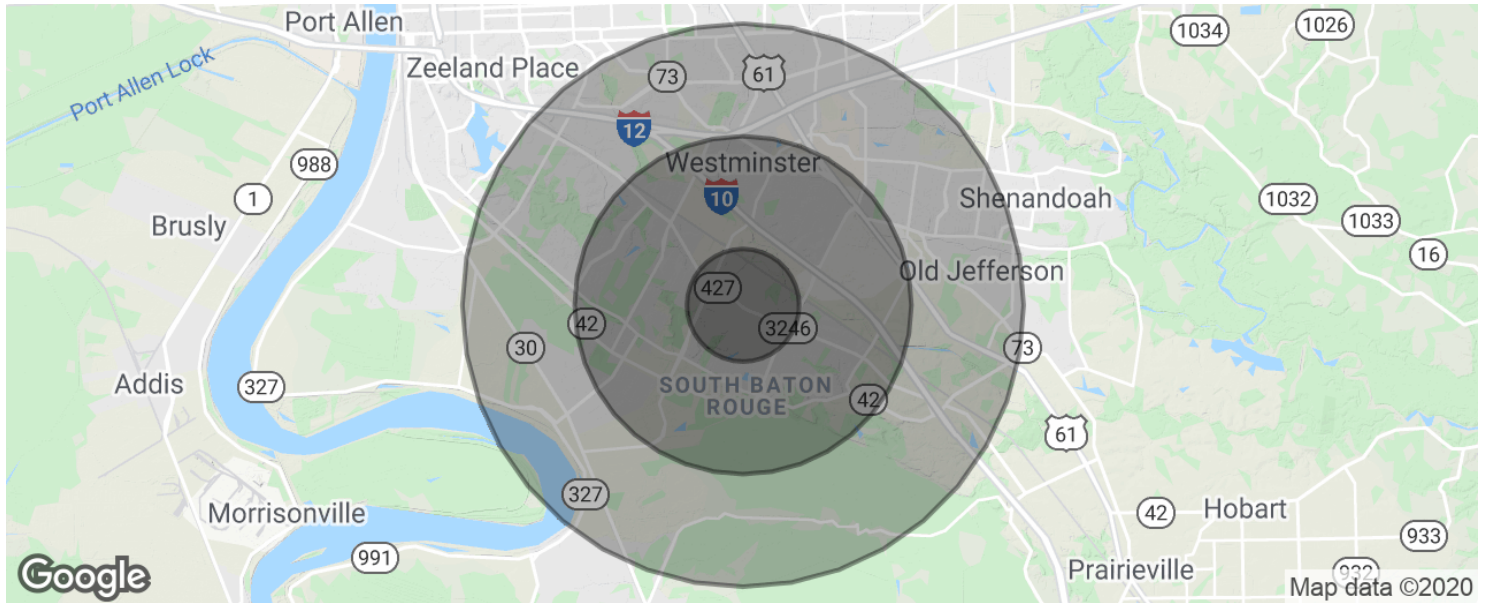 Port Allen
1034
1026
Zeeland Place
73
61
Port Allen Lock
12
988
Westminster
1
10
Shenandoah
1032
1033
Brusly
16
Old Jefferson
427
42
3246
30
73
Addis
327
SOUTH BATON
ROUGE
42
61
327
Morrisonville
42
Hobart
991
933
Prairieville
932
Google
Map data ©2020